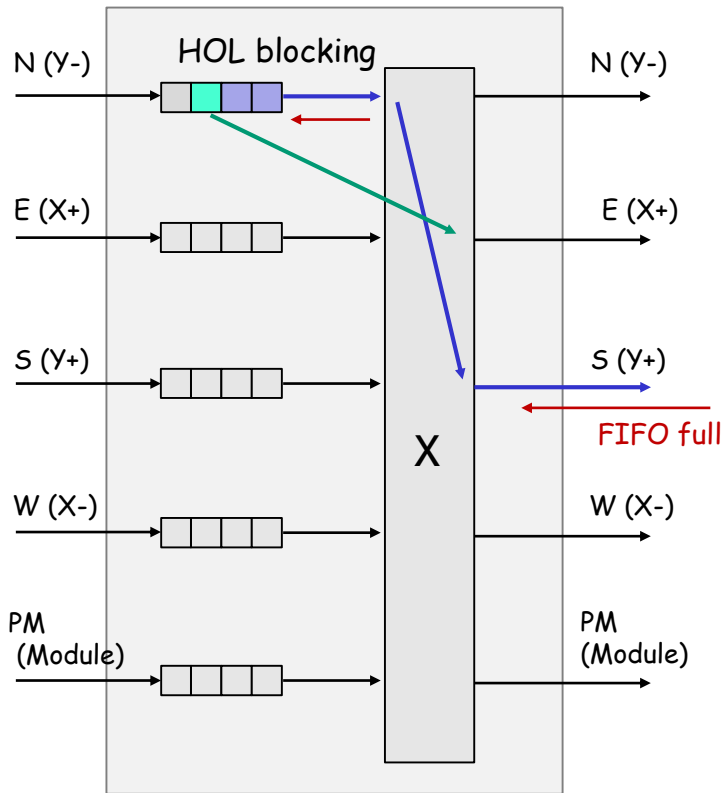 HOL blocking
N (Y-)
N (Y-)
E (X+)
E (X+)
S (Y+)
S (Y+)
FIFO full
X
W (X-)
W (X-)
PM
(Module)
PM
(Module)